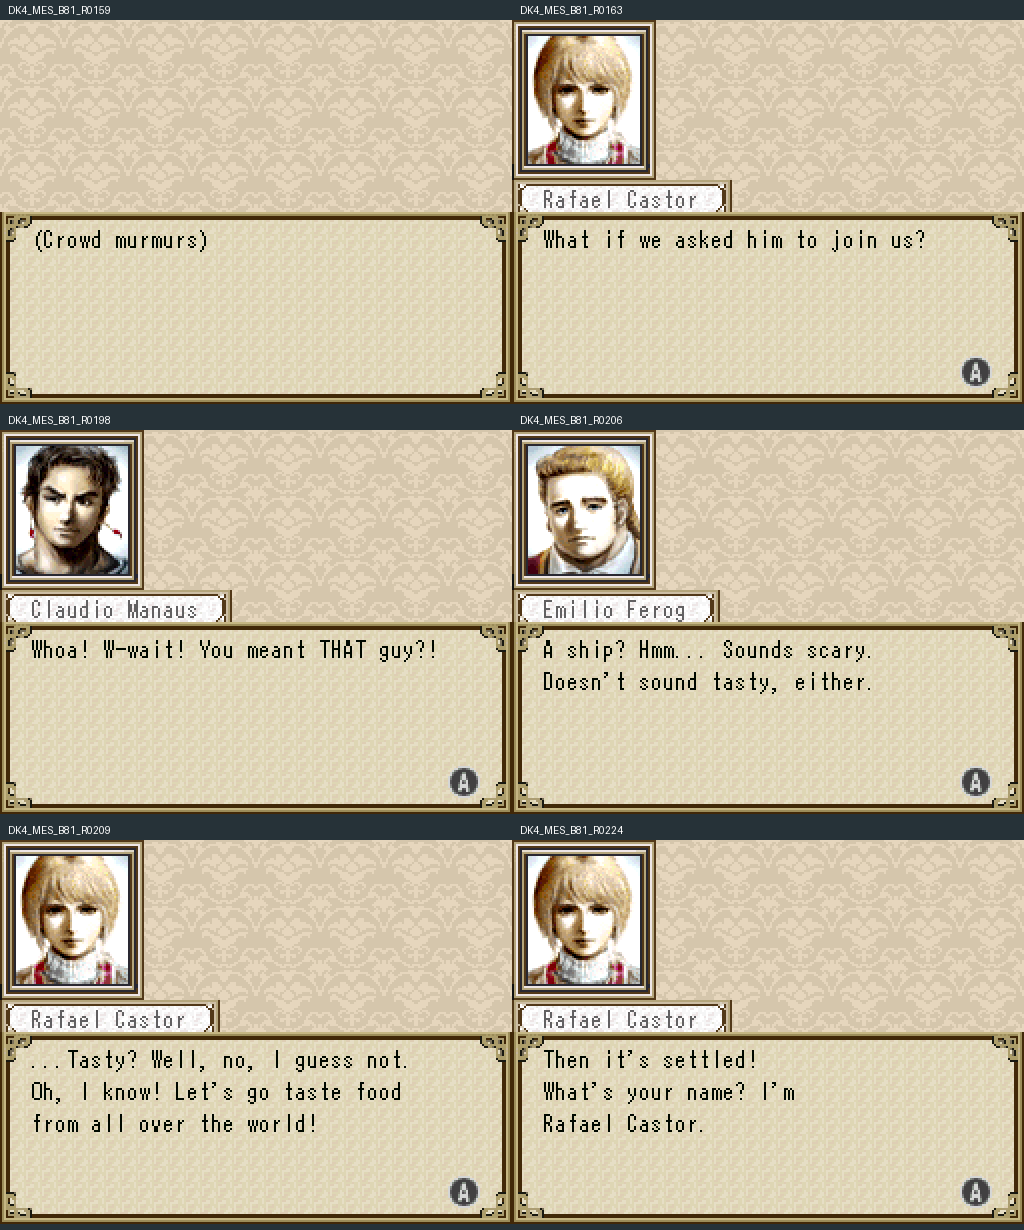 DK4_MES_B81_R0159
(Crowd murmurs)
DK4_MES_B81_R0163
Rafael Castor
What if we asked him to join us?
A
DK4_MES_B81_R0198
Claudio Manaus
Whoa! W-wait! You meant THAT guy?!
A
DK4_MES_B81_R0206
Emilio Ferog
A ship? Hmm... Sounds scary.
Doesn't sound tasty, either.
A
DK4_MES_B81_R0209
Rafael Castor
...Tasty? Well, no, I guess not.
Oh, I know! Let's go taste food
from all over the world!
A
DK4_MES_B81_R0224
Rafael Castor
Then it's settled!
What's your name? I'm
Rafael Castor.
A